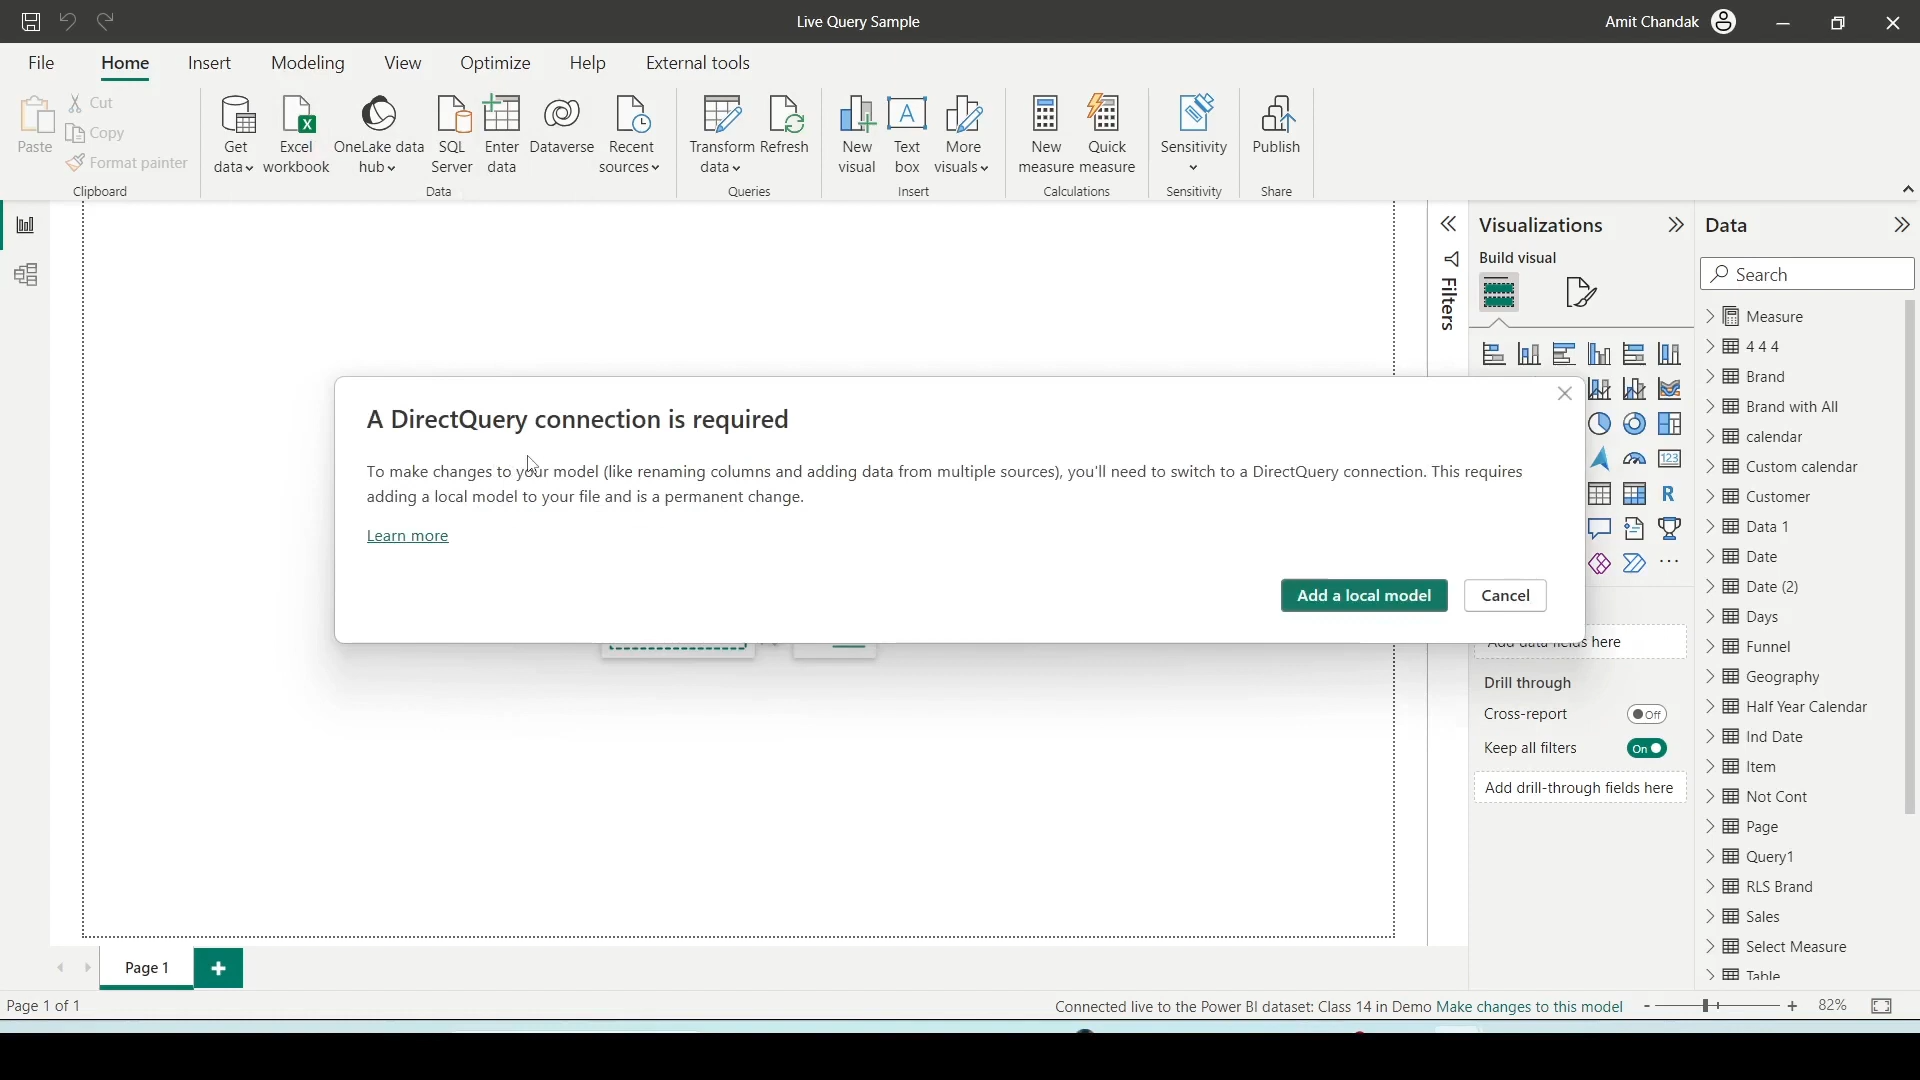 Live Query Sample
Amit Chandak
File Home Insert Modeling View Optimize Help External tools
Paste
Cut
Copy
Format painter
Clipboard
Get data
Excel workbook
OneLake data hub
SQL Server
Enter data
Dataverse
Recent sources
Data
Transform data
Refresh
Queries
New visual
Text box
More visuals
Insert
New measure
Quick measure
Calculations
Sensitivity
Sensitivity
Publish
Share
A DirectQuery connection is required
To make changes to your model (like renaming columns and adding data from multiple sources), you'll need to switch to a DirectQuery connection. This requires
adding a local model to your file and is a permanent change.
Learn more
Add a local model
Cancel
Filters
Visualizations
Build visual
123
R
Add data fields here
Drill through
Cross-report
Off
Keep all filters
On
Add drill-through fields here
Data
Search
Measure
4 4 4
Brand
Brand with All
calendar
Custom calendar
Customer
Data 1
Date
Date (2)
Days
Funnel
Geography
Half Year Calendar
Ind Date
Item
Not Cont
Page
Query1
RLS Brand
Sales
Select Measure
Table
Page 1
Page 1 of 1
Connected live to the Power BI dataset: Class 14 in Demo Make changes to this model
- + 82%